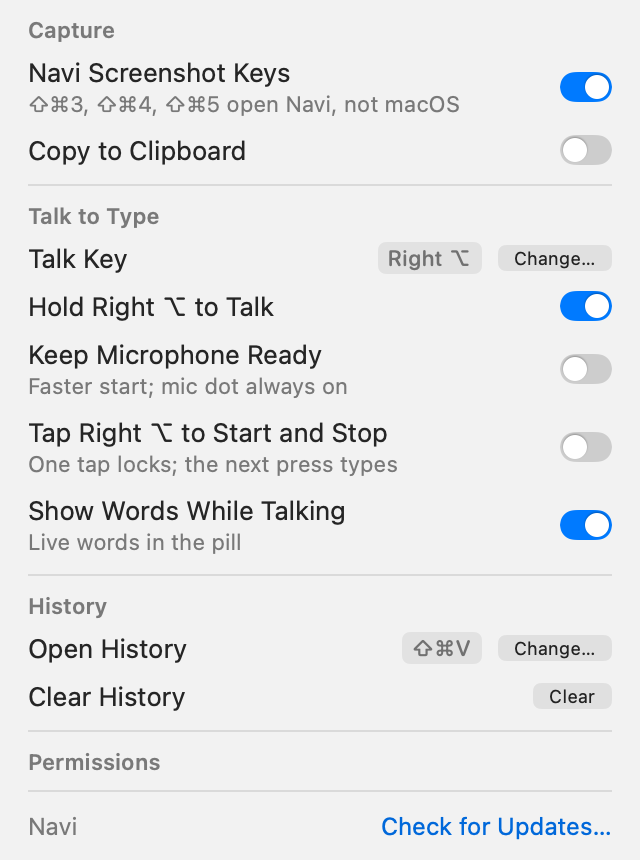 Capture
Navi Screenshot Keys
⇧⌘3, ⇧⌘4, ⇧⌘5 open Navi, not macOS
Copy to Clipboard
Talk to Type
Talk Key Right ⌥ Change...
Hold Right ⌥ to Talk
Keep Microphone Ready
Faster start; mic dot always on
Tap Right ⌥ to Start and Stop
One tap locks; the next press types
Show Words While Talking
Live words in the pill
History
Open History ⇧⌘V Change...
Clear History Clear
Permissions
Navi Check for Updates...